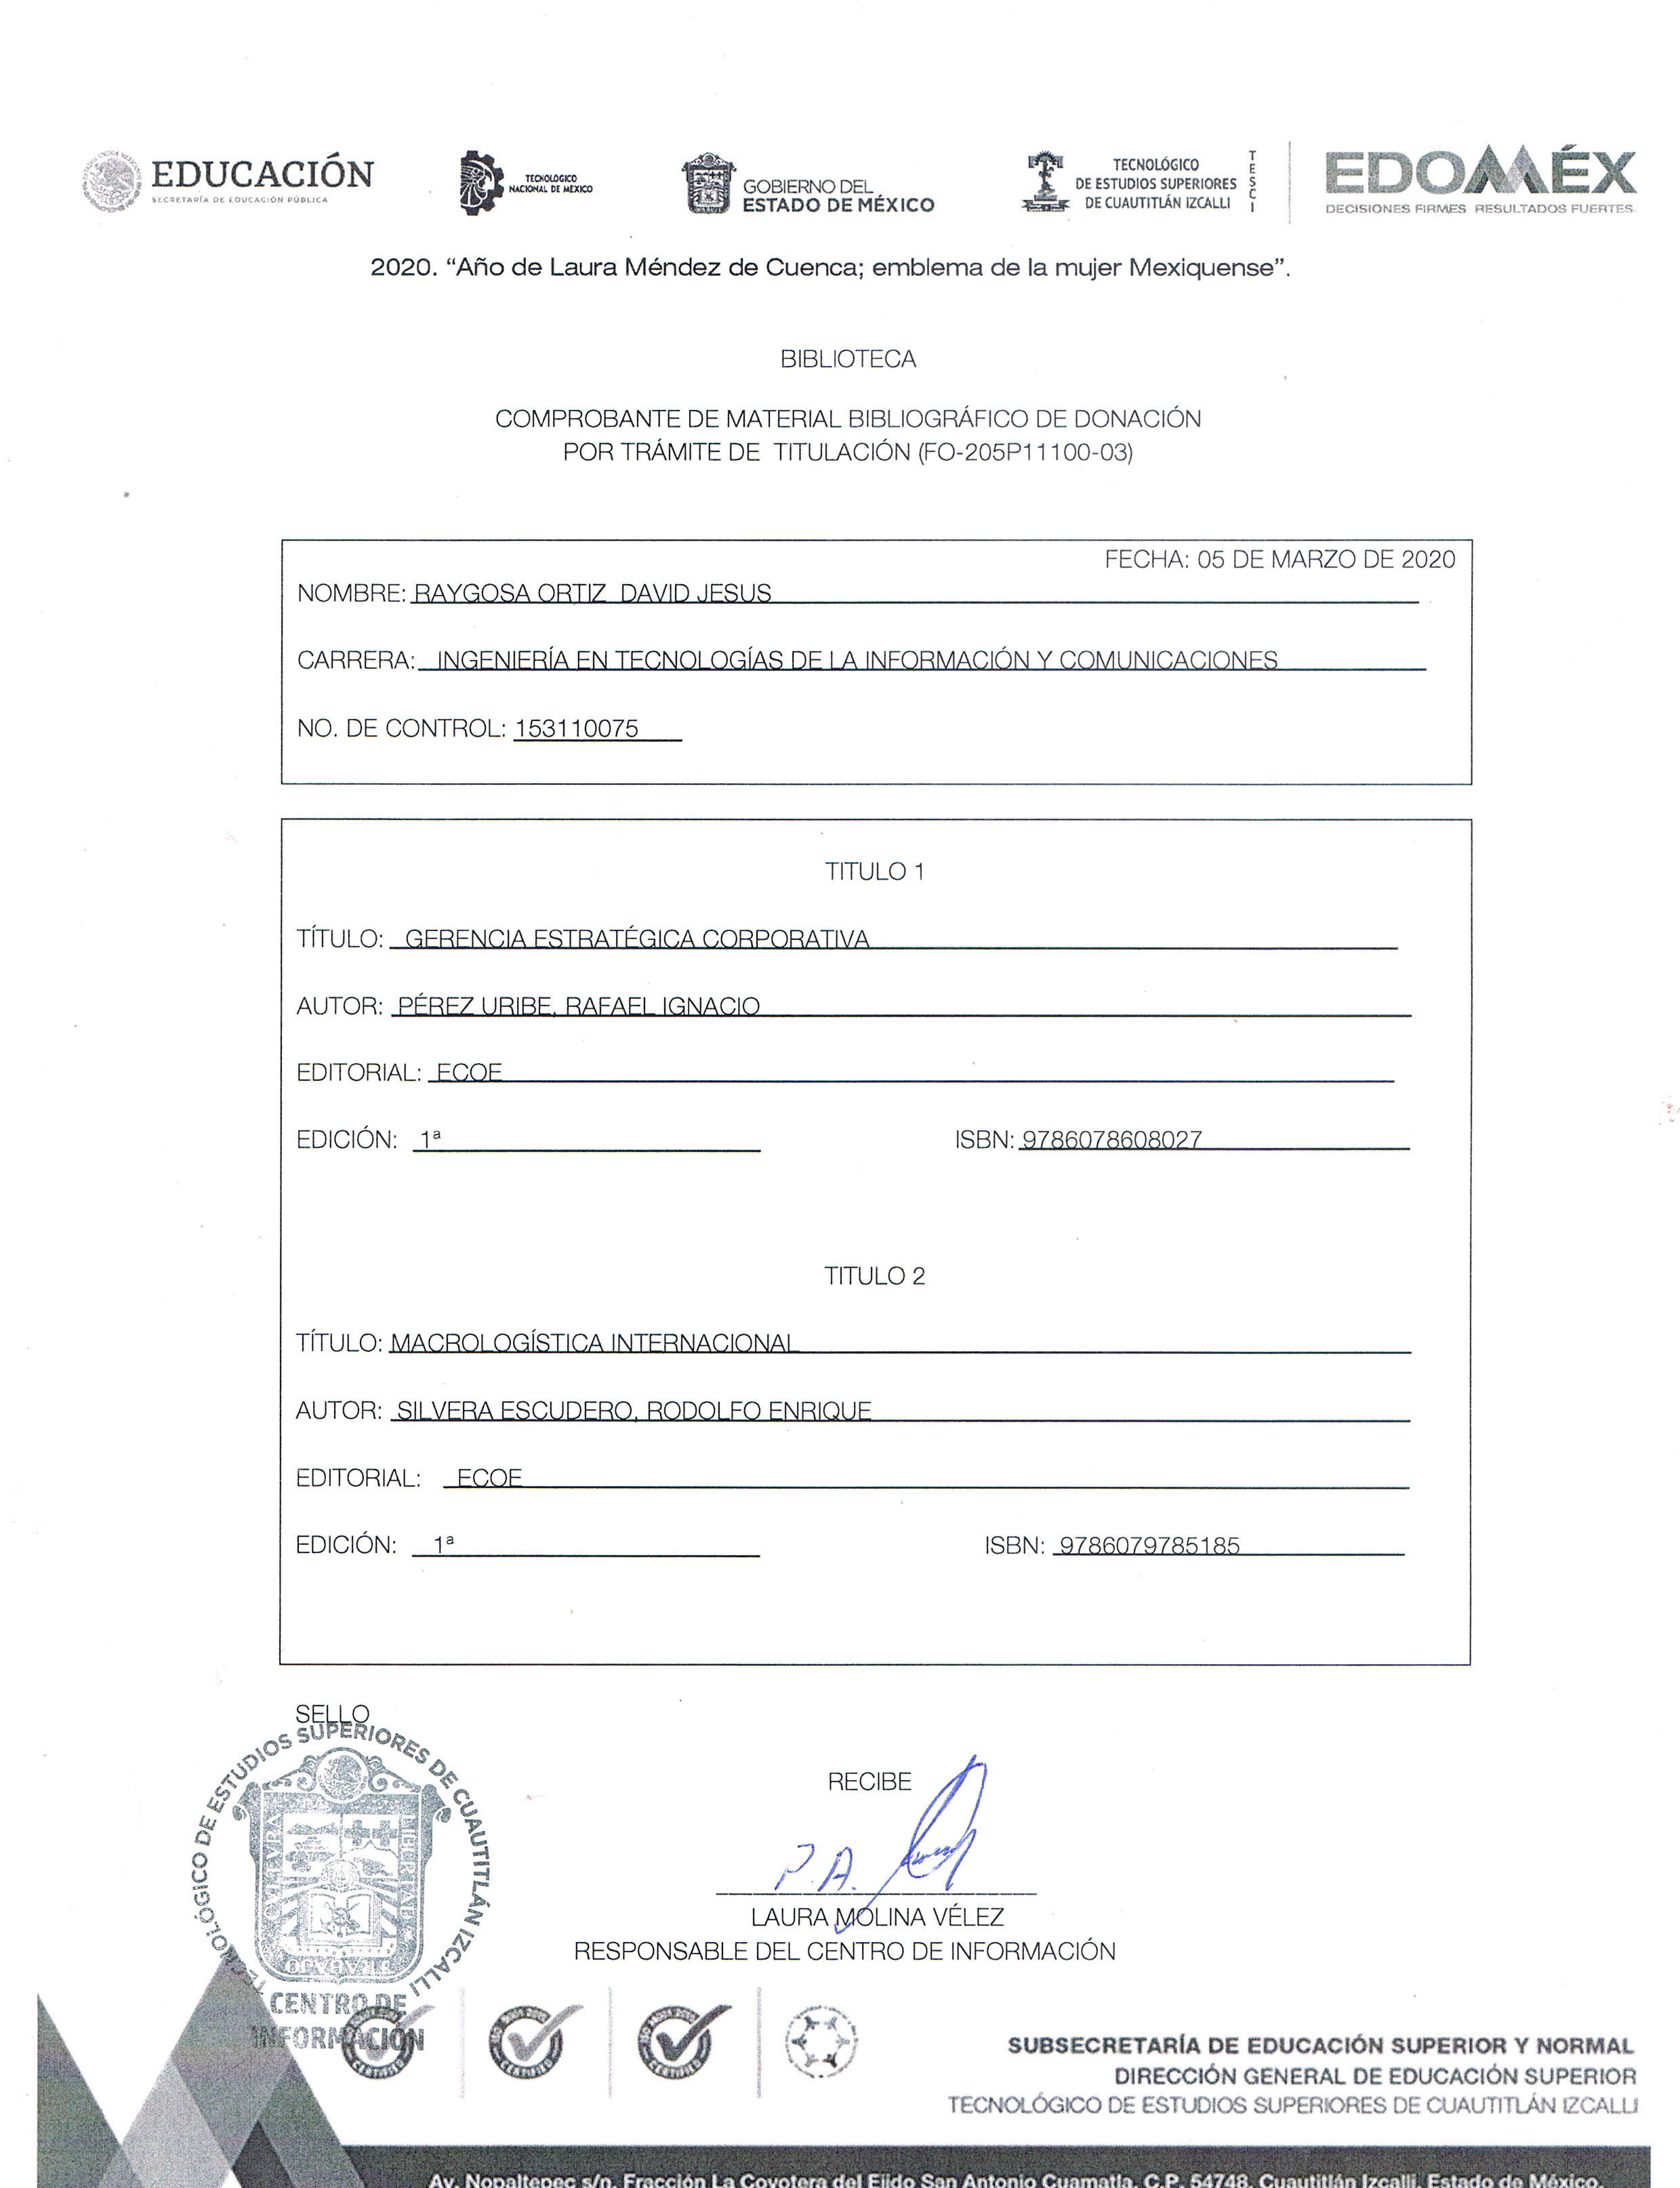 EDUCACIÓN
SECRETARÍA DE EDUCACIÓN PÚBLICA
TECNOLÓGICO
NACIONAL DE MÉXICO
GOBIERNO DEL
ESTADO DE MÉXICO
TECNOLÓGICO
DE ESTUDIOS SUPERIORES
DE CUAUTITLÁN IZCALLI
TESCI
EDOMÉX
DECISIONES FIRMES RESULTADOS FUERTES.
2020. “Año de Laura Méndez de Cuenca; emblema de la mujer Mexiquense”.
BIBLIOTECA
COMPROBANTE DE MATERIAL BIBLIOGRÁFICO DE DONACIÓN
POR TRÁMITE DE TITULACIÓN (FO-205P11100-03)
FECHA: 05 DE MARZO DE 2020
NOMBRE: RAYGOSA ORTIZ DAVID JESUS
CARRERA: INGENIERÍA EN TECNOLOGÍAS DE LA INFORMACIÓN Y COMUNICACIONES
NO. DE CONTROL: 153110075
TITULO 1
TÍTULO: GERENCIA ESTRATÉGICA CORPORATIVA
AUTOR: PÉREZ URIBE, RAFAEL IGNACIO
EDITORIAL: ECOE
EDICIÓN: 1ª ISBN: 9786078608027
TITULO 2
TÍTULO: MACROLOGÍSTICA INTERNACIONAL
AUTOR: SILVERA ESCUDERO, RODOLFO ENRIQUE
EDITORIAL: ECOE
EDICIÓN: 1ª ISBN: 9786079785185
SELLO
TECNOLÓGICO DE ESTUDIOS SUPERIORES DE CUAUTITLÁN IZCALLI
CENTRO DE
INFORMACIÓN
RECIBE
P.A.
LAURA MOLINA VÉLEZ
RESPONSABLE DEL CENTRO DE INFORMACIÓN
SUBSECRETARÍA DE EDUCACIÓN SUPERIOR Y NORMAL
DIRECCIÓN GENERAL DE EDUCACIÓN SUPERIOR
TECNOLÓGICO DE ESTUDIOS SUPERIORES DE CUAUTITLÁN IZCALLI
Av. Nopaltepec s/n, Fracción La Coyotera del Ejido San Antonio Cuamatla, C.P. 54748, Cuautitlán Izcalli, Estado de México.